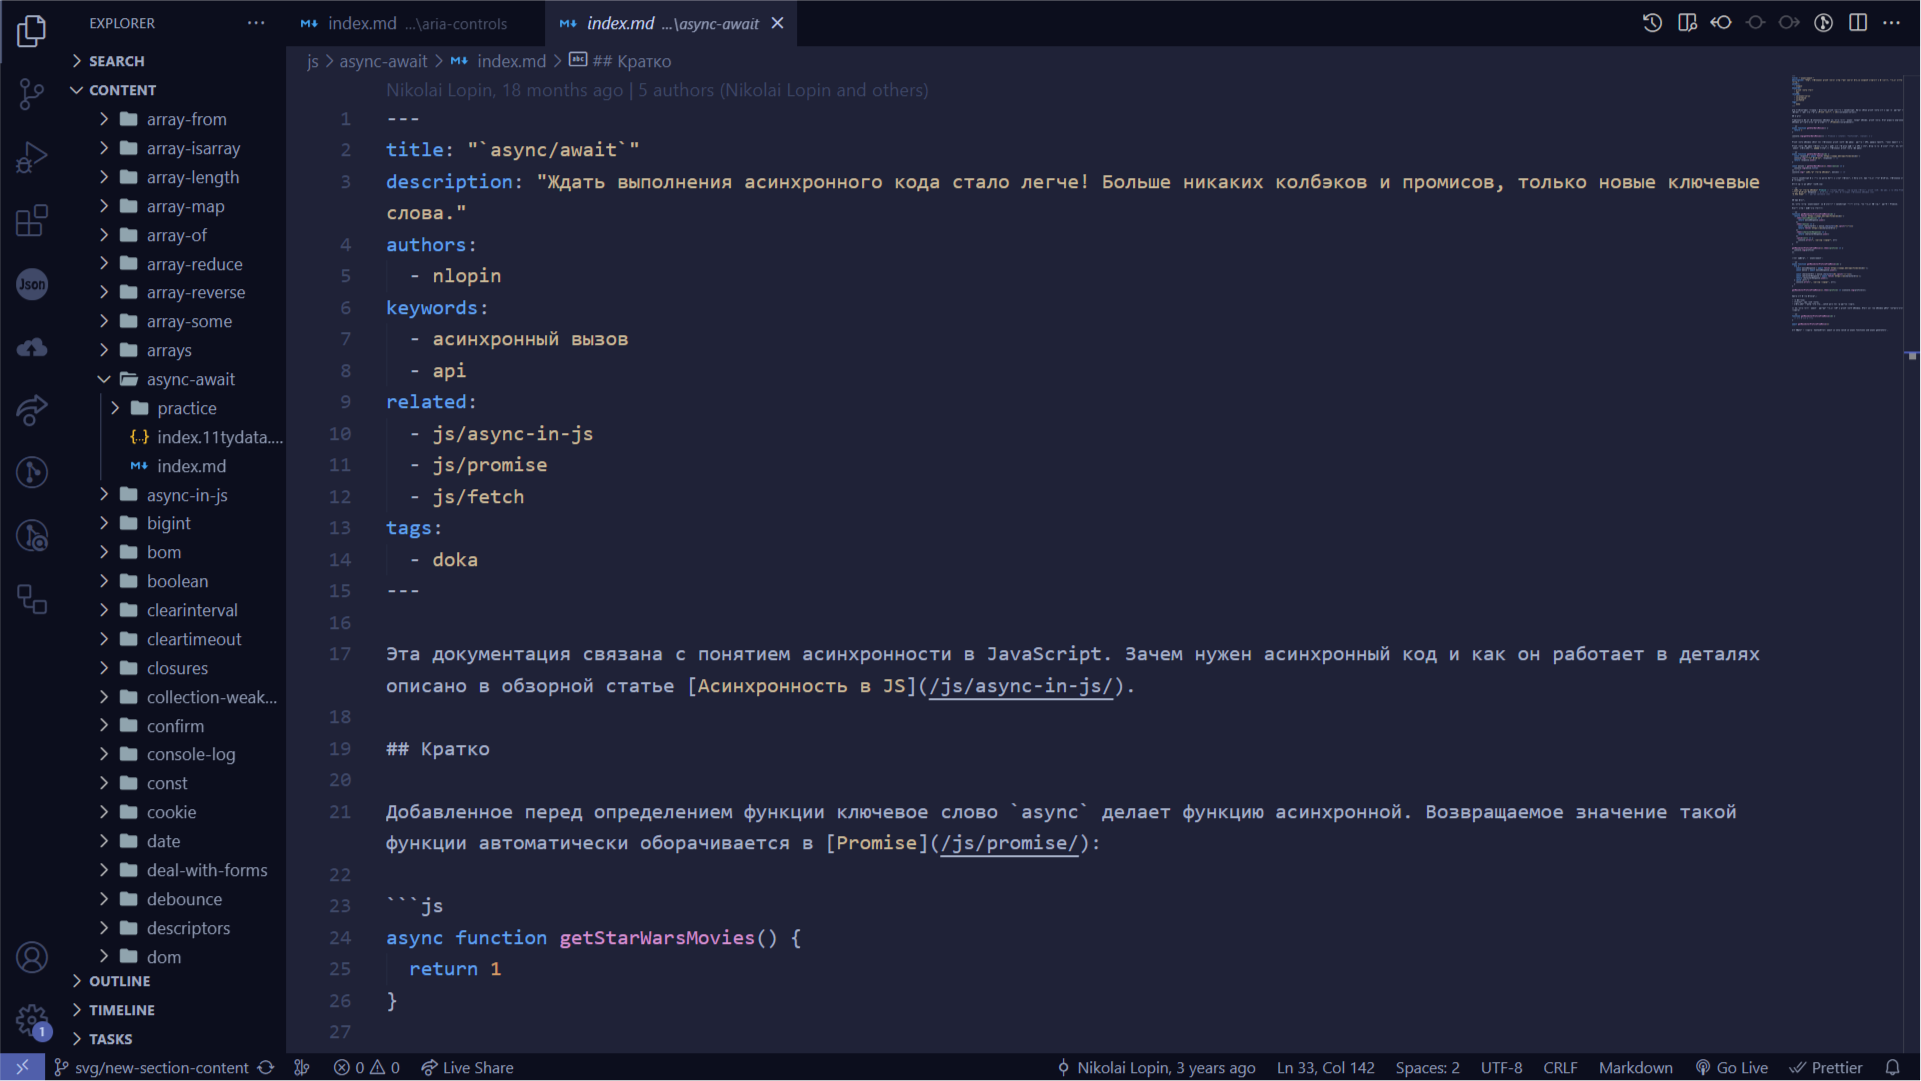 EXPLORER
SEARCH
CONTENT
array-from
array-isarray
array-length
array-map
array-of
array-reduce
array-reverse
array-some
arrays
async-await
practice
index.11tydata....
index.md
async-in-js
bigint
bom
boolean
clearinterval
cleartimeout
closures
collection-weak...
confirm
console-log
const
cookie
date
deal-with-forms
debounce
descriptors
dom
OUTLINE
TIMELINE
TASKS
Json
1
index.md ...\aria-controls
index.md ...\async-await
js > async-await > index.md > abc ## Кратко
Nikolai Lopin, 18 months ago | 5 authors (Nikolai Lopin and others)
1 ---
2 title: "`async/await`"
3 description: "Ждать выполнения асинхронного кода стало легче! Больше никаких колбэков и промисов, только новые ключевые
слова."
4 authors:
5 - nlopin
6 keywords:
7 - асинхронный вызов
8 - api
9 related:
10 - js/async-in-js
11 - js/promise
12 - js/fetch
13 tags:
14 - doka
15 ---
16
17 Эта документация связана с понятием асинхронности в JavaScript. Зачем нужен асинхронный код и как он работает в деталях
описано в обзорной статье [Асинхронность в JS](/js/async-in-js/).
18
19 ## Кратко
20
21 Добавленное перед определением функции ключевое слово `async` делает функцию асинхронной. Возвращаемое значение такой
функции автоматически оборачивается в [Promise](/js/promise/):
22
23 ```js
24 async function getStarWarsMovies() {
25 return 1
26 }
27
svg/new-section-content 0 0 Live Share Nikolai Lopin, 3 years ago Ln 33, Col 142 Spaces: 2 UTF-8 CRLF Markdown Go Live Prettier